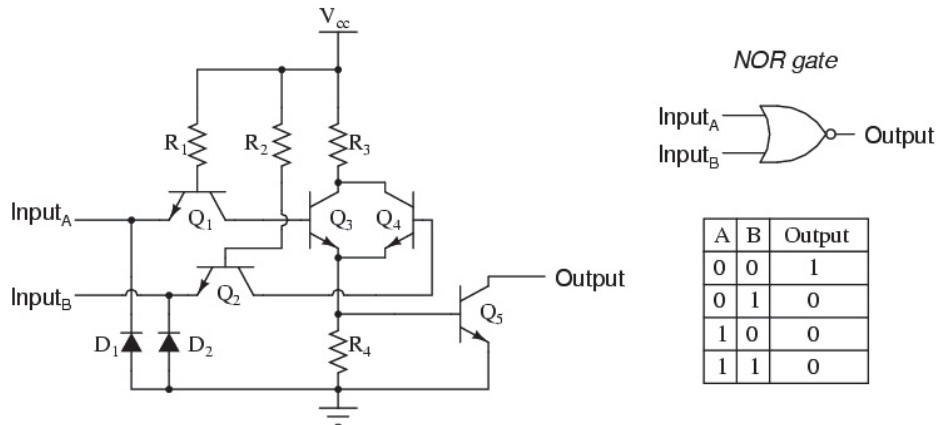 Vcc
NOR gate
R1
R2
R3
InputA
InputB
Output
InputA
Q1
Q3
Q4
A B Output
0 0 1
0 1 0
1 0 0
1 1 0
InputB
Q2
Output
Q5
D1
D2
R4